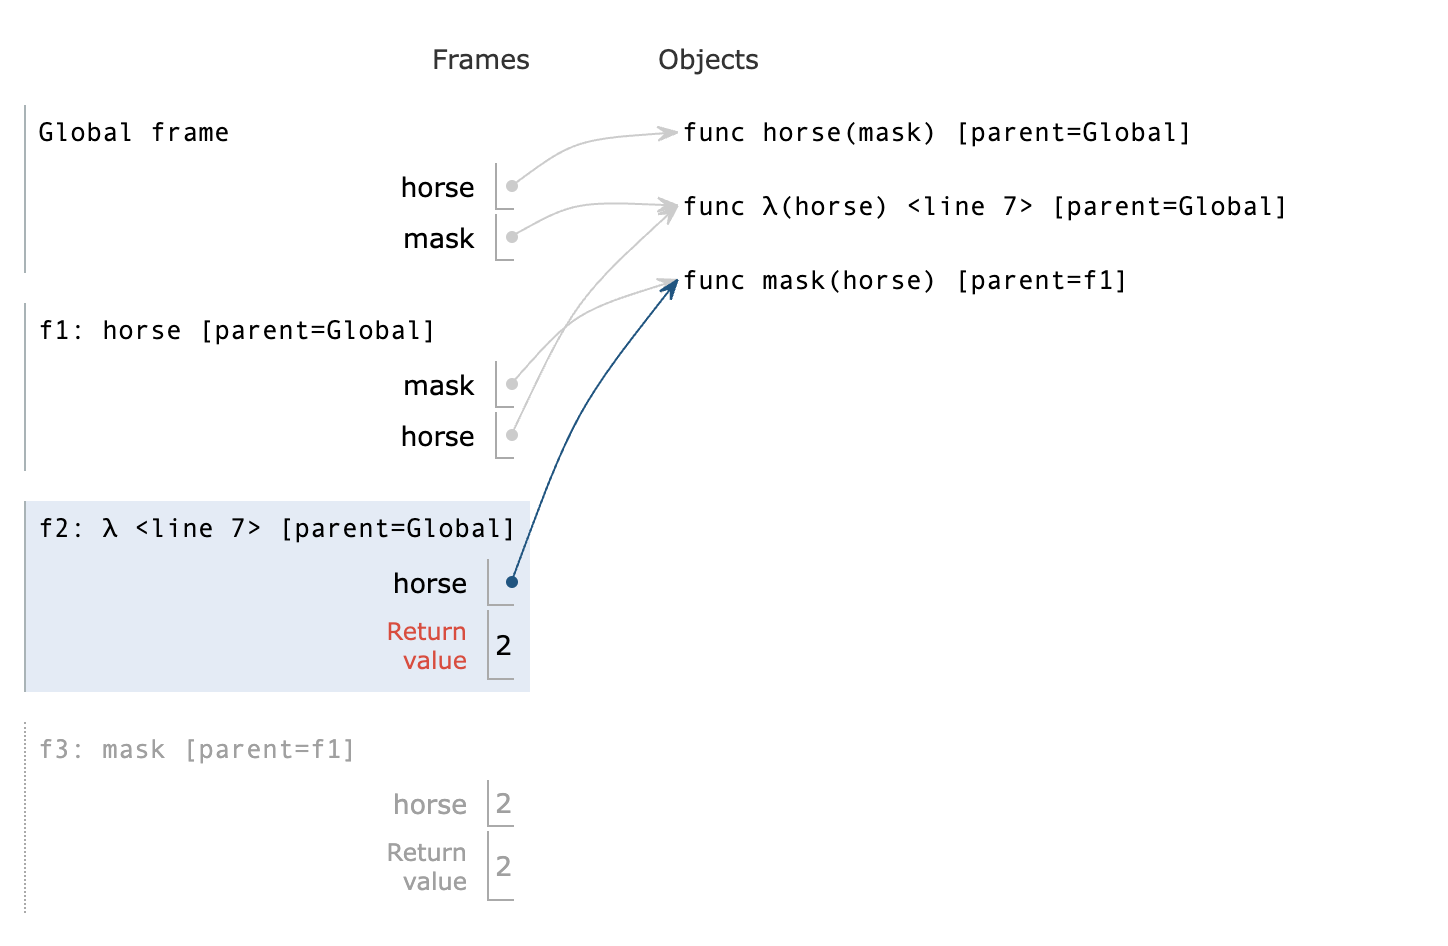 Frames Objects
Global frame
horse
mask
func horse(mask) [parent=Global]
func λ(horse) <line 7> [parent=Global]
func mask(horse) [parent=f1]
f1: horse [parent=Global]
mask
horse
f2: λ <line 7> [parent=Global]
horse
Return
value 2
f3: mask [parent=f1]
horse 2
Return
value 2